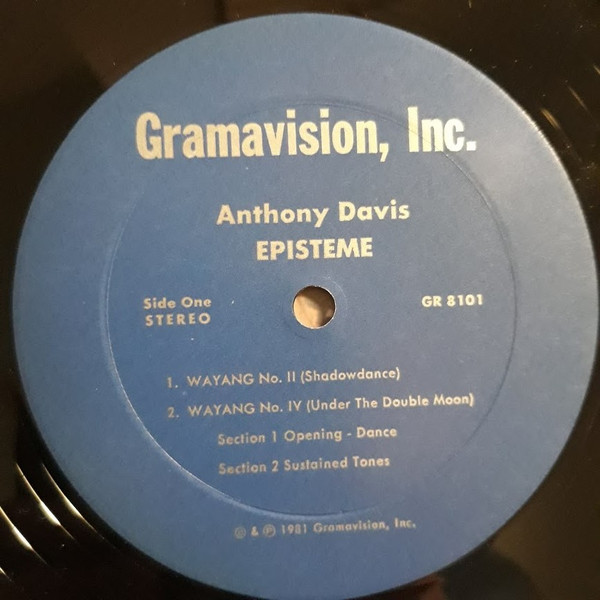 Gramavision, Inc.
Anthony Davis
EPISTEME
Side One
STEREO
GR 8101
1. WAYANG No. II (Shadowdance)
2. WAYANG No. IV (Under The Double Moon)
Section 1 Opening - Dance
Section 2 Sustained Tones
© & ℗ 1981 Gramavision, Inc.